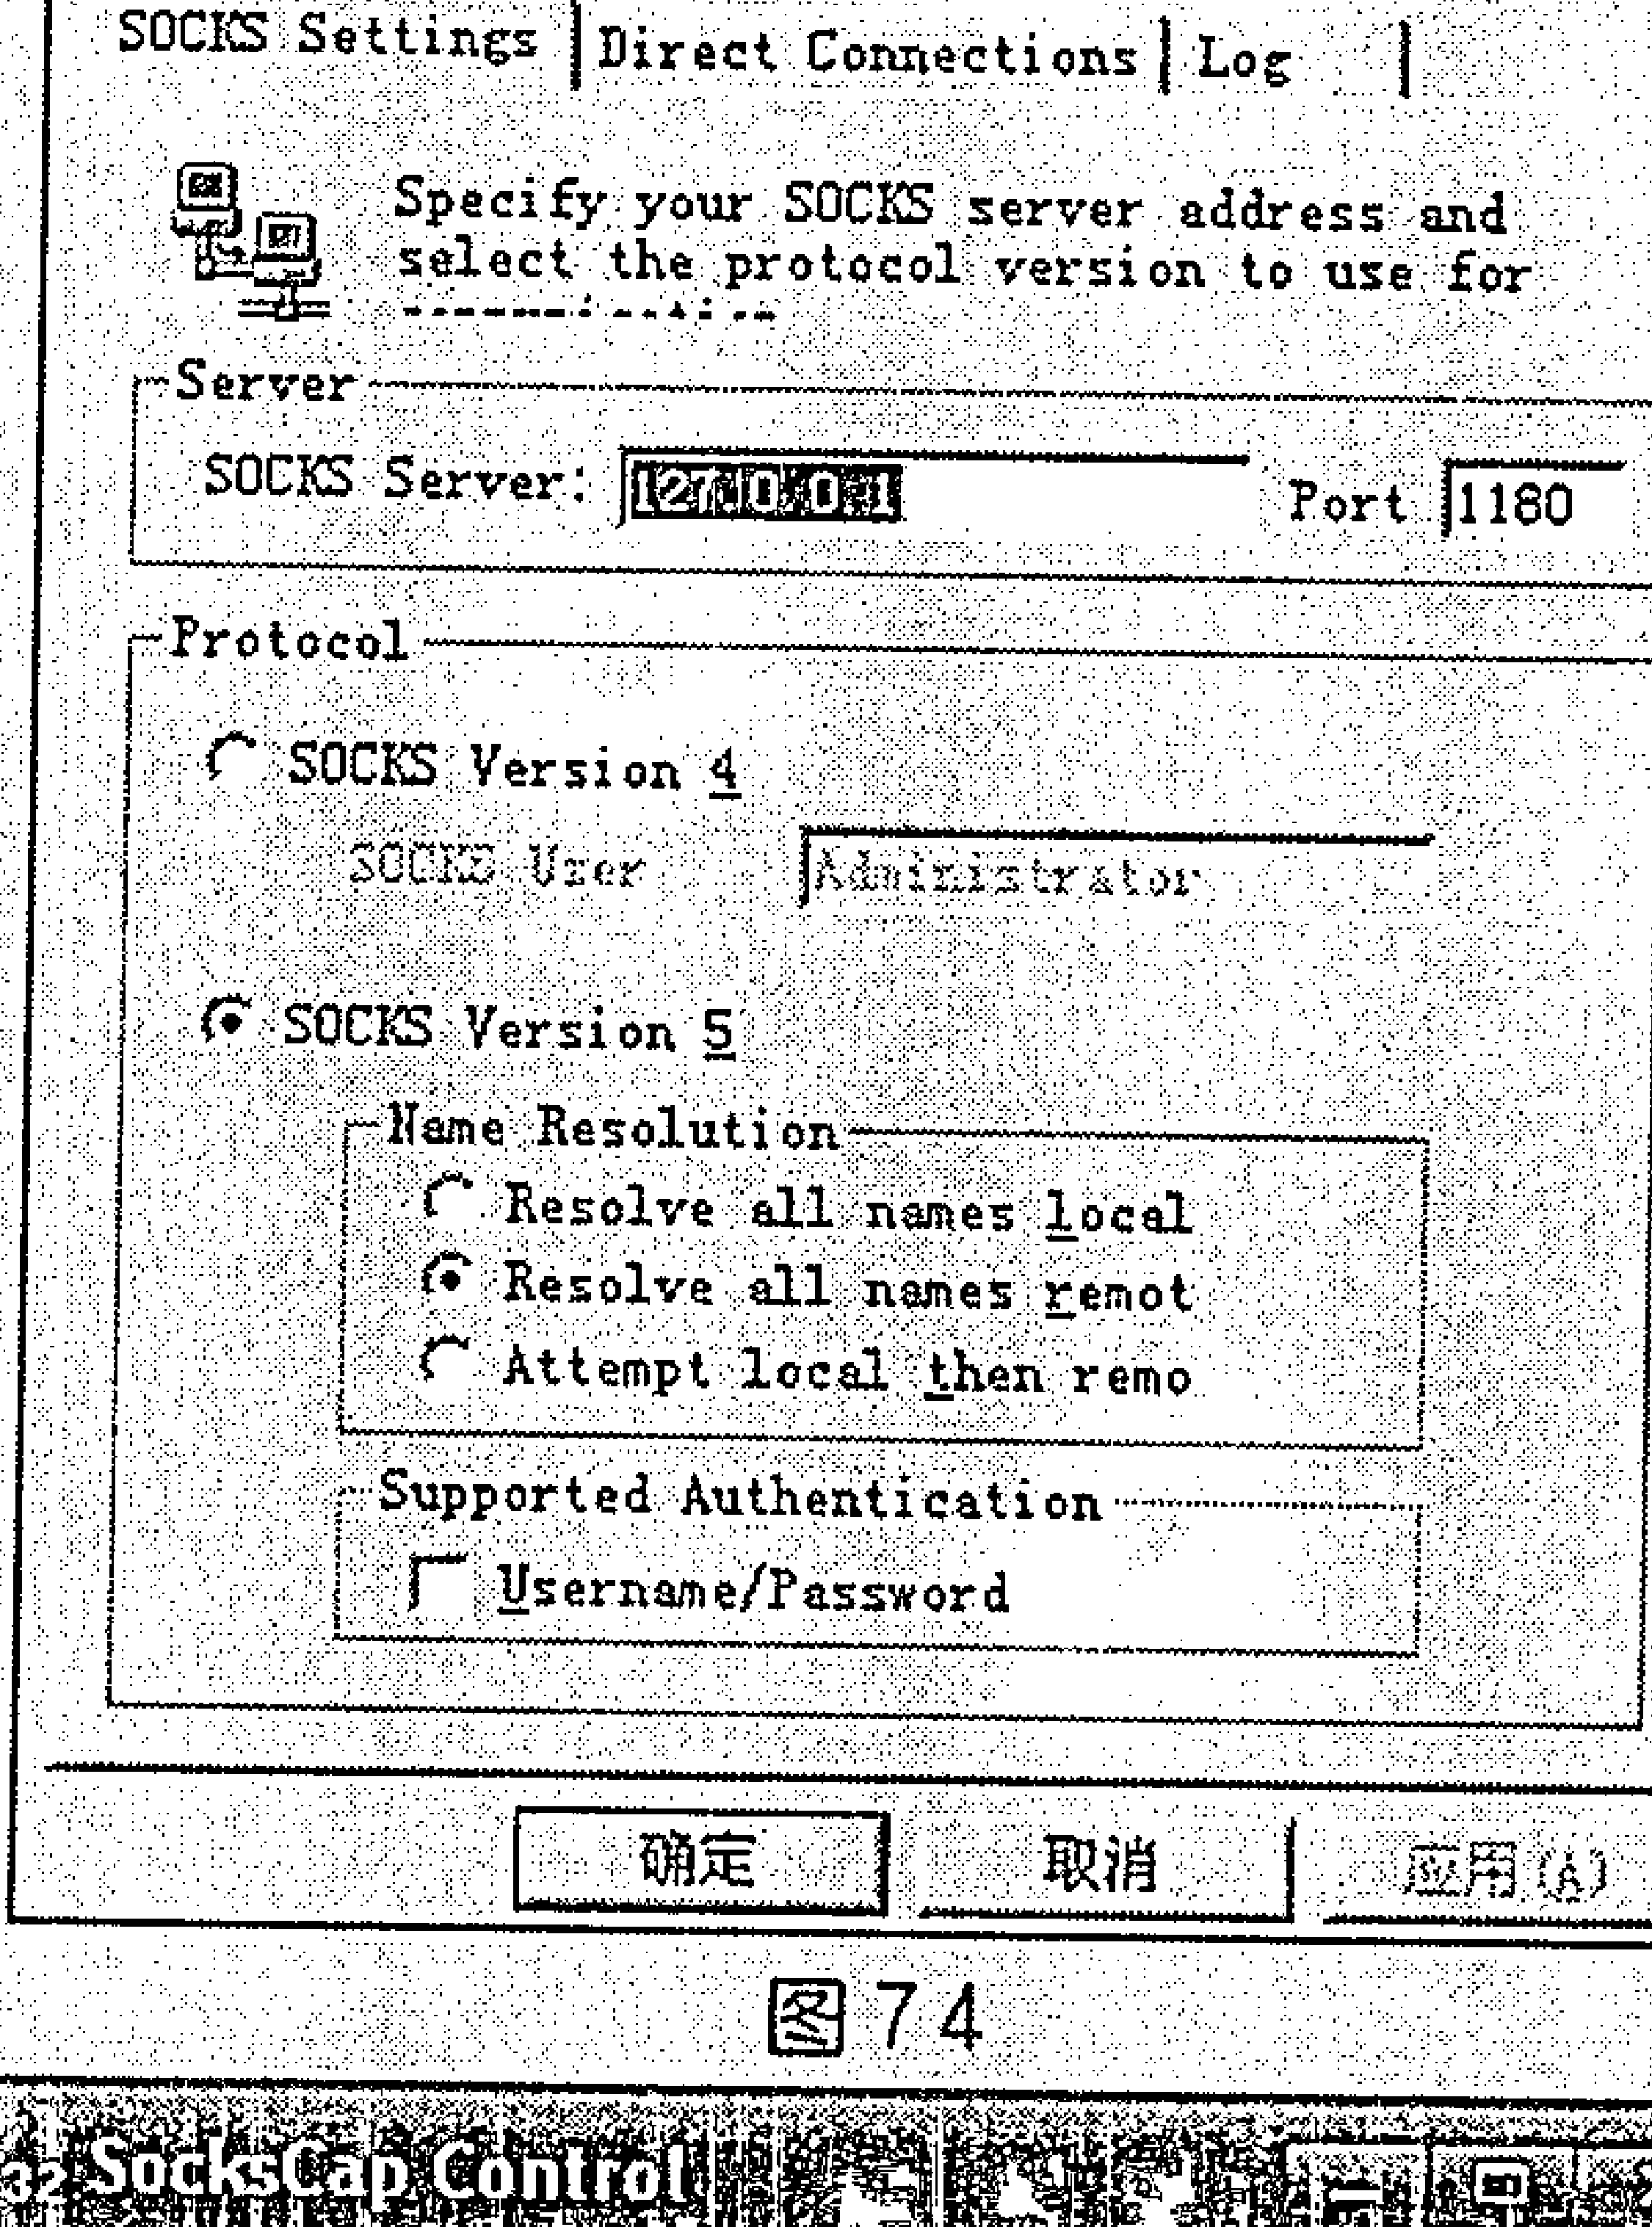 SOCKS Settings Direct Connections Log
Specify your SOCKS server address and
select the protocol version to use for
Server
SOCKS Server: 127.0.0.1 Port 1180
Protocol
SOCKS Version 4
SOCKS User Administrator
SOCKS Version 5
Name Resolution
Resolve all names local
Resolve all names remot
Attempt local then remo
Supported Authentication
Username/Password
确定 取消 应用(A)
图74
32 SocksCap Control